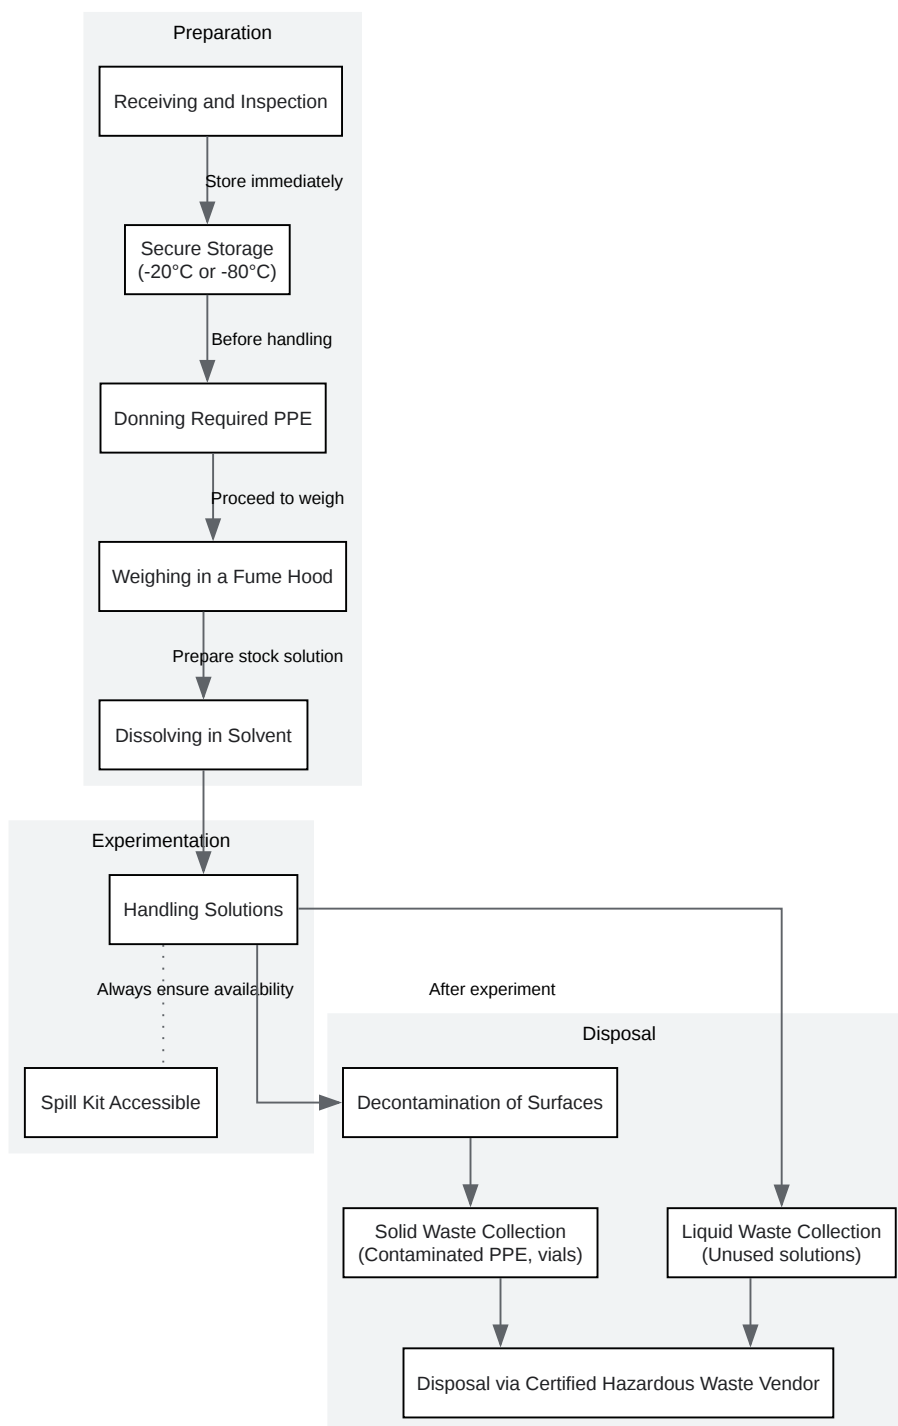 Preparation
Receiving and Inspection
Store immediately
Secure Storage
(-20°C or -80°C)
Before handling
Donning Required PPE
Proceed to weigh
Weighing in a Fume Hood
Prepare stock solution
Dissolving in Solvent
Experimentation
Handling Solutions
Always ensure availability
After experiment
Disposal
Spill Kit Accessible
Decontamination of Surfaces
Solid Waste Collection
(Contaminated PPE, vials)
Liquid Waste Collection
(Unused solutions)
Disposal via Certified Hazardous Waste Vendor